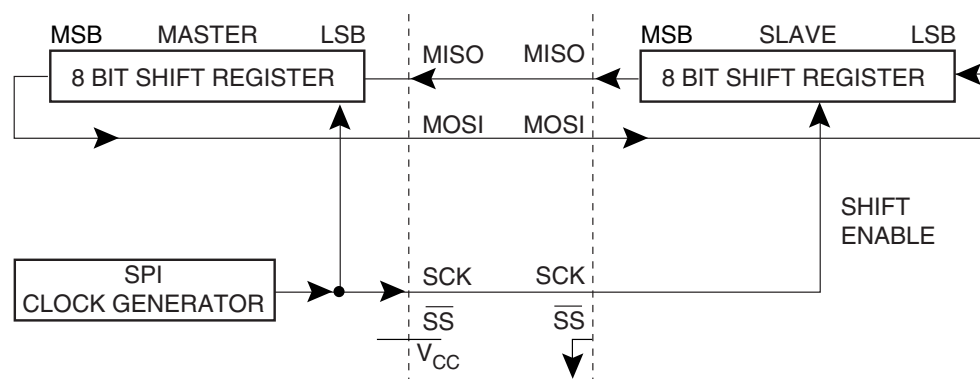 MSB MASTER LSB
8 BIT SHIFT REGISTER
MISO MISO
MSB SLAVE LSB
8 BIT SHIFT REGISTER
MOSI MOSI
SHIFT
ENABLE
SPI
CLOCK GENERATOR
SCK SCK
SS SS
VCC